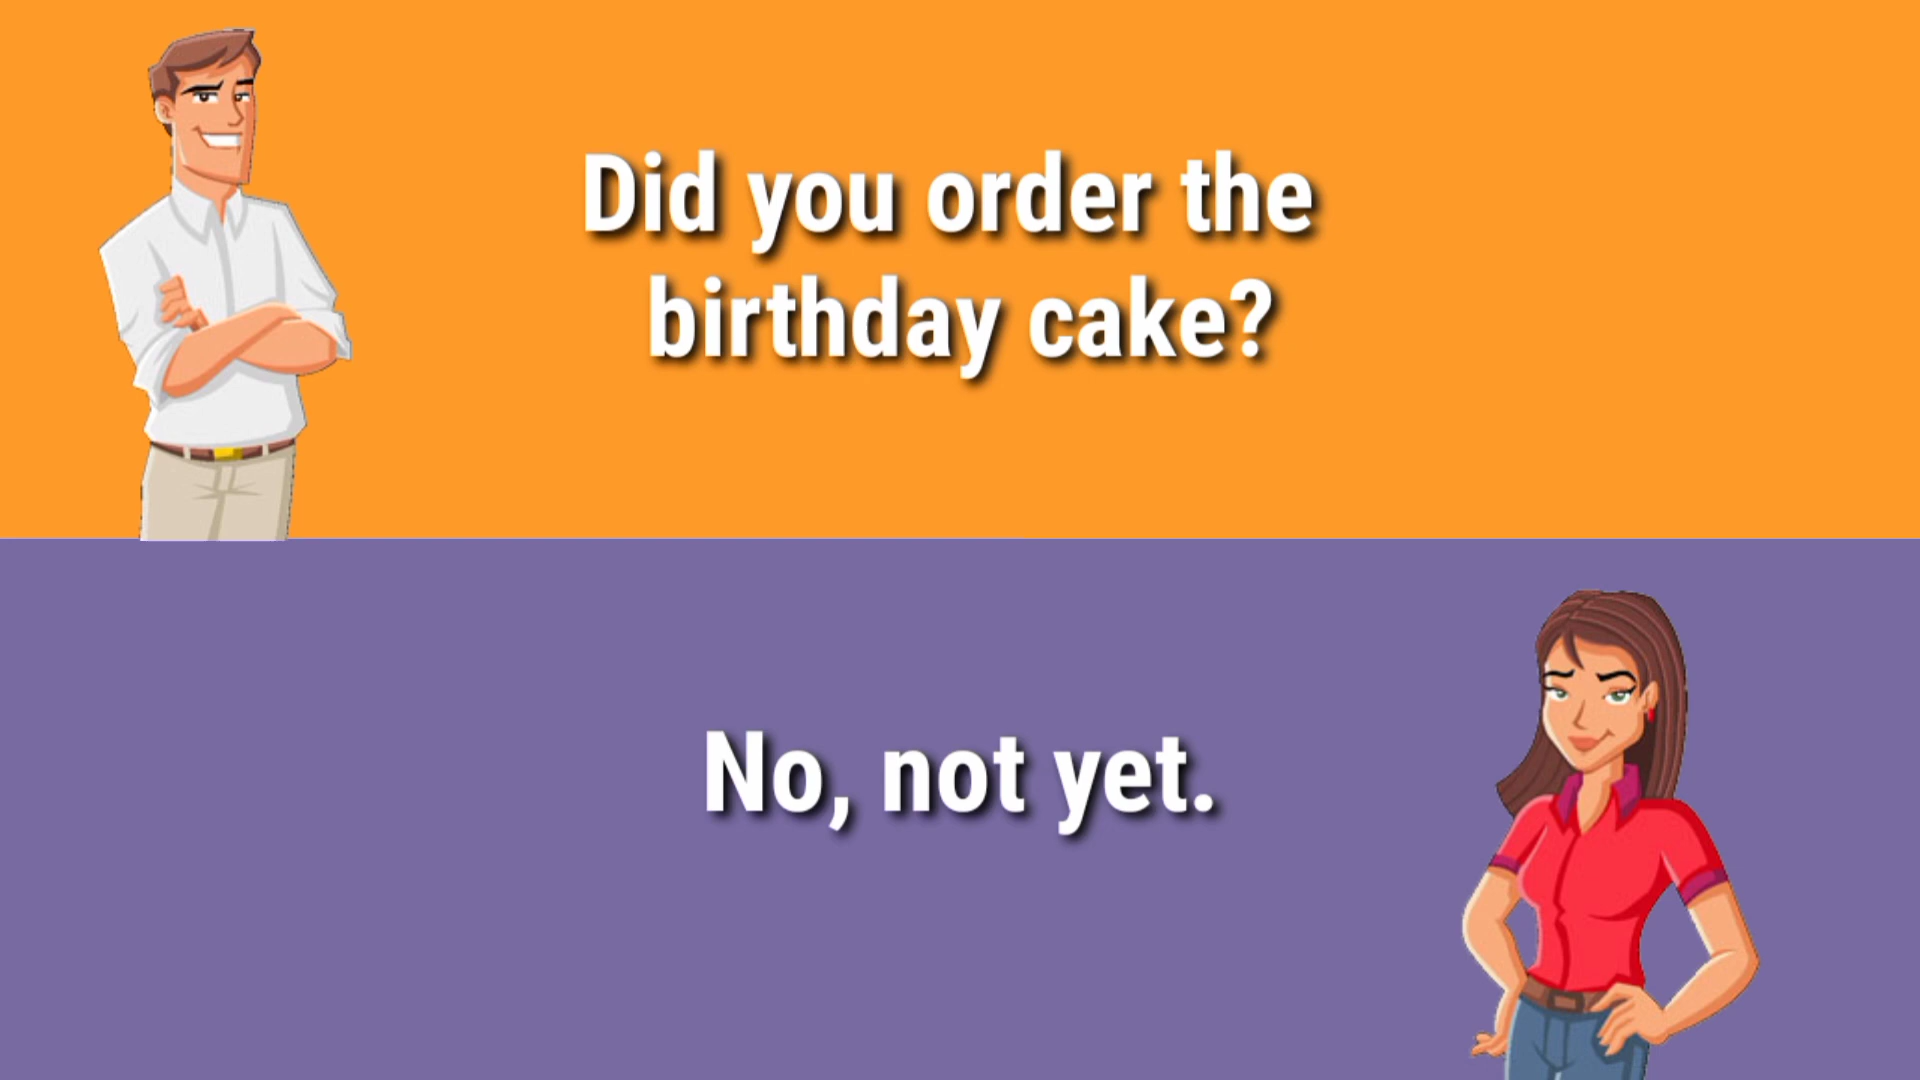 Did you order the
birthday cake?
No, not yet.